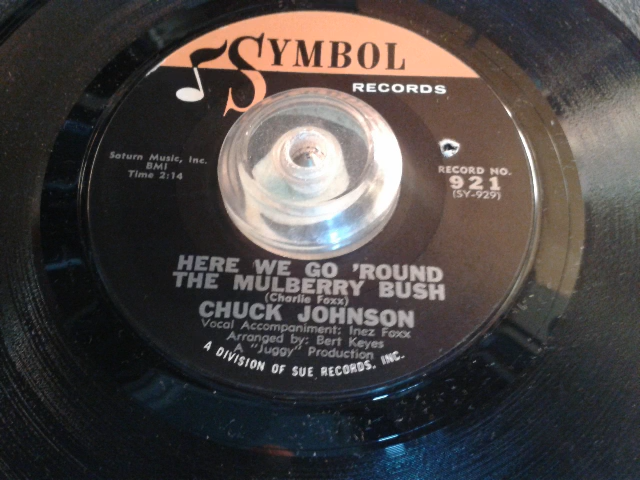 SYMBOL
RECORDS
Saturn Music, Inc.
BMI
Time 2:14
RECORD NO.
921
(SY-929)
HERE WE GO 'ROUND
THE MULBERRY BUSH
(Charlie Foxx)
CHUCK JOHNSON
Vocal Accompaniment: Inez Foxx
Arranged by: Bert Keyes
A "Juggy" Production
A DIVISION OF SUE RECORDS, INC.